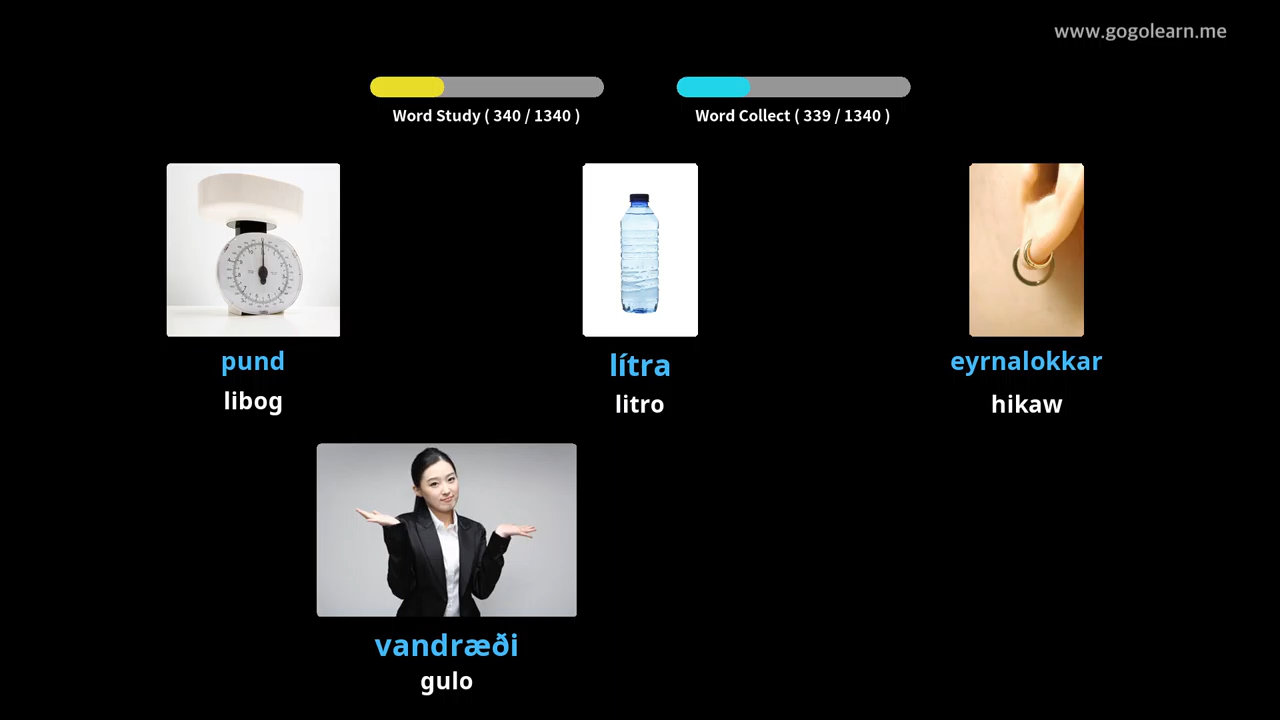 www.gogolearn.me
Word Study ( 340 / 1340 )
Word Collect ( 339 / 1340 )
pund
libog
lítra
litro
eyrnalokkar
hikaw
vandræði
gulo